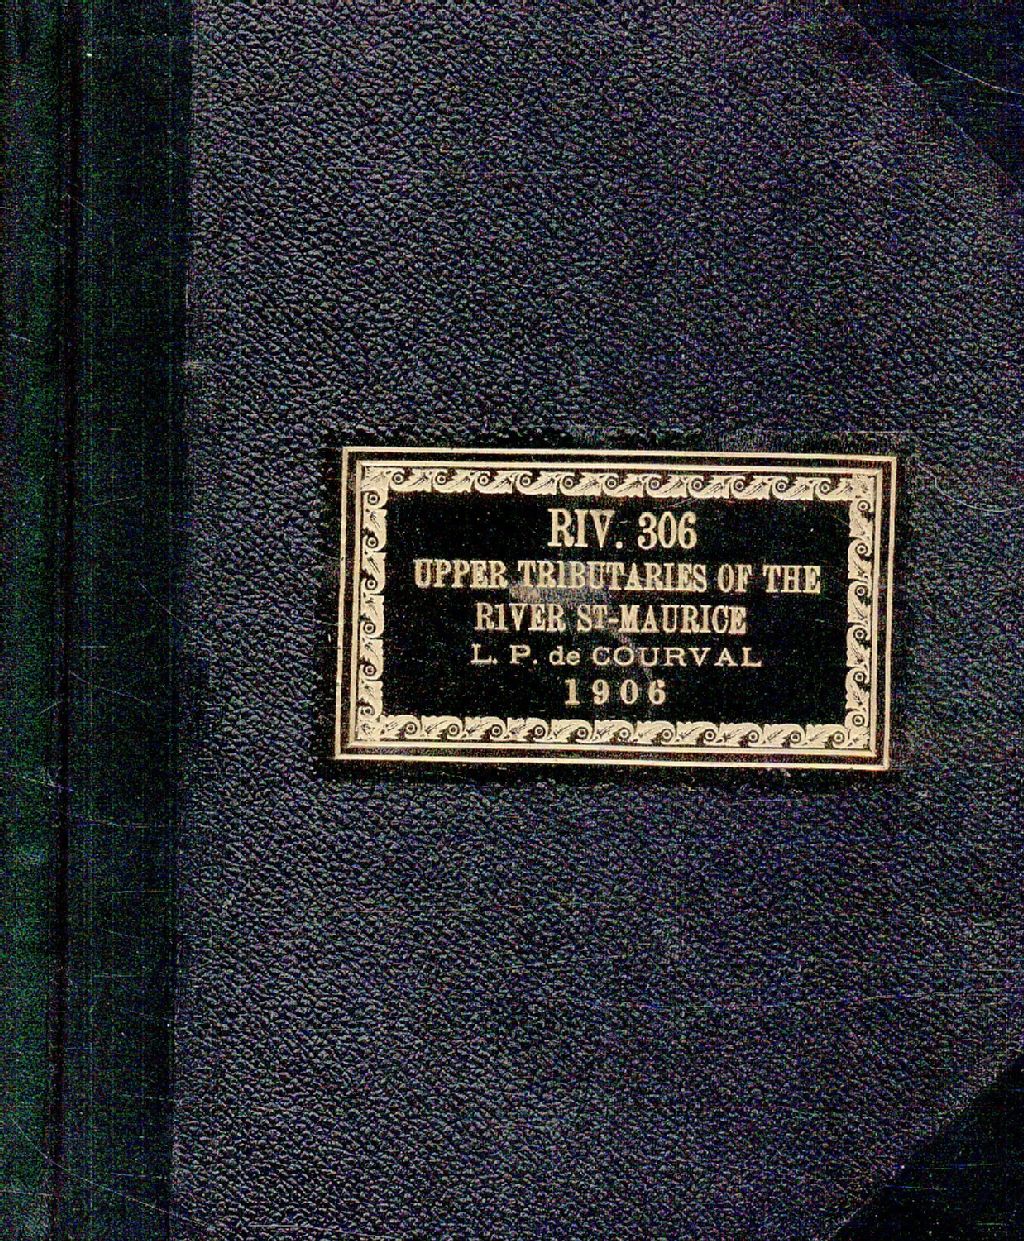 RIV. 306
UPPER TRIBUTARIES OF THE
RIVER ST-MAURICE
L. P. de COURVAL
1906